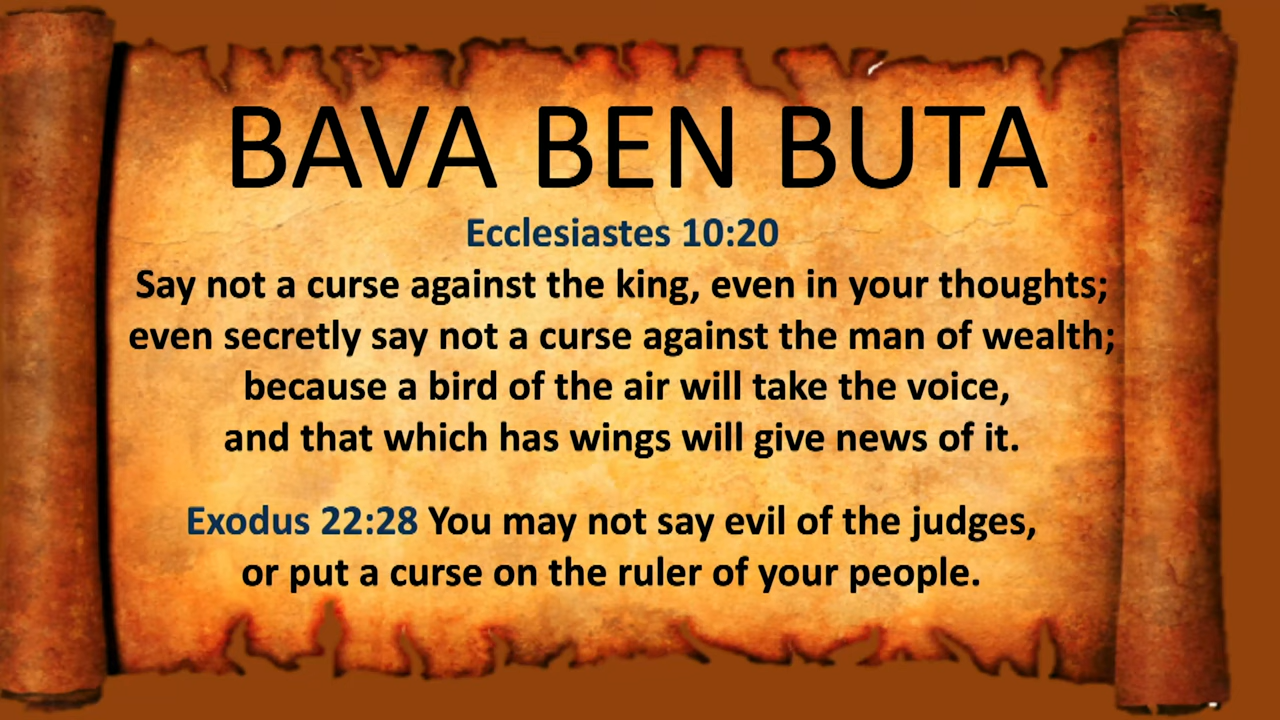 BAVA BEN BUTA
Ecclesiastes 10:20
Say not a curse against the king, even in your thoughts;
even secretly say not a curse against the man of wealth;
because a bird of the air will take the voice,
and that which has wings will give news of it.
Exodus 22:28 You may not say evil of the judges,
or put a curse on the ruler of your people.